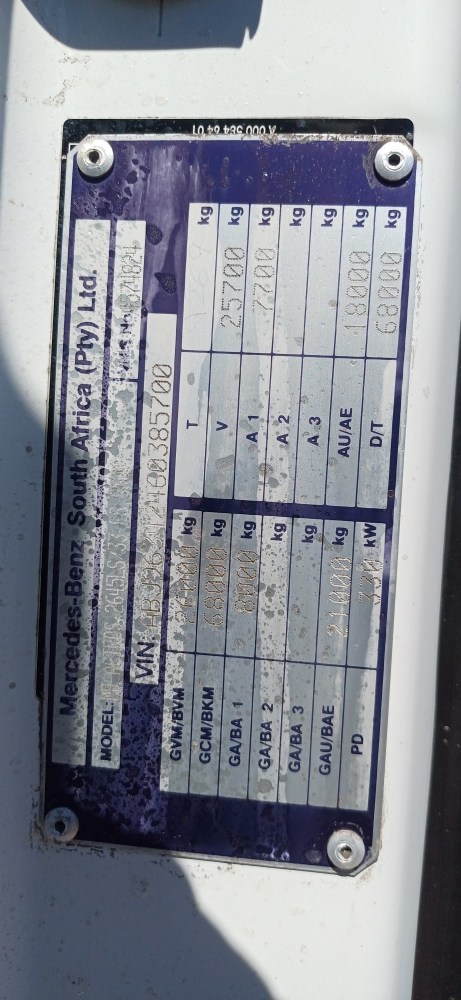 A 000 584 64 01
Mercedes-Benz South Africa (Pty) Ltd.
MODEL:
VIN:
GVM/BVM kg T kg
GCM/BKM 68000 kg V 25700 kg
GA/BA 1 8000 kg A 1 7700 kg
GA/BA 2 kg A 2 kg
GA/BA 3 kg A 3 kg
GAU/BAE 21000 kg AU/AE 18000 kg
PD 330 kW D/T 68000 kg